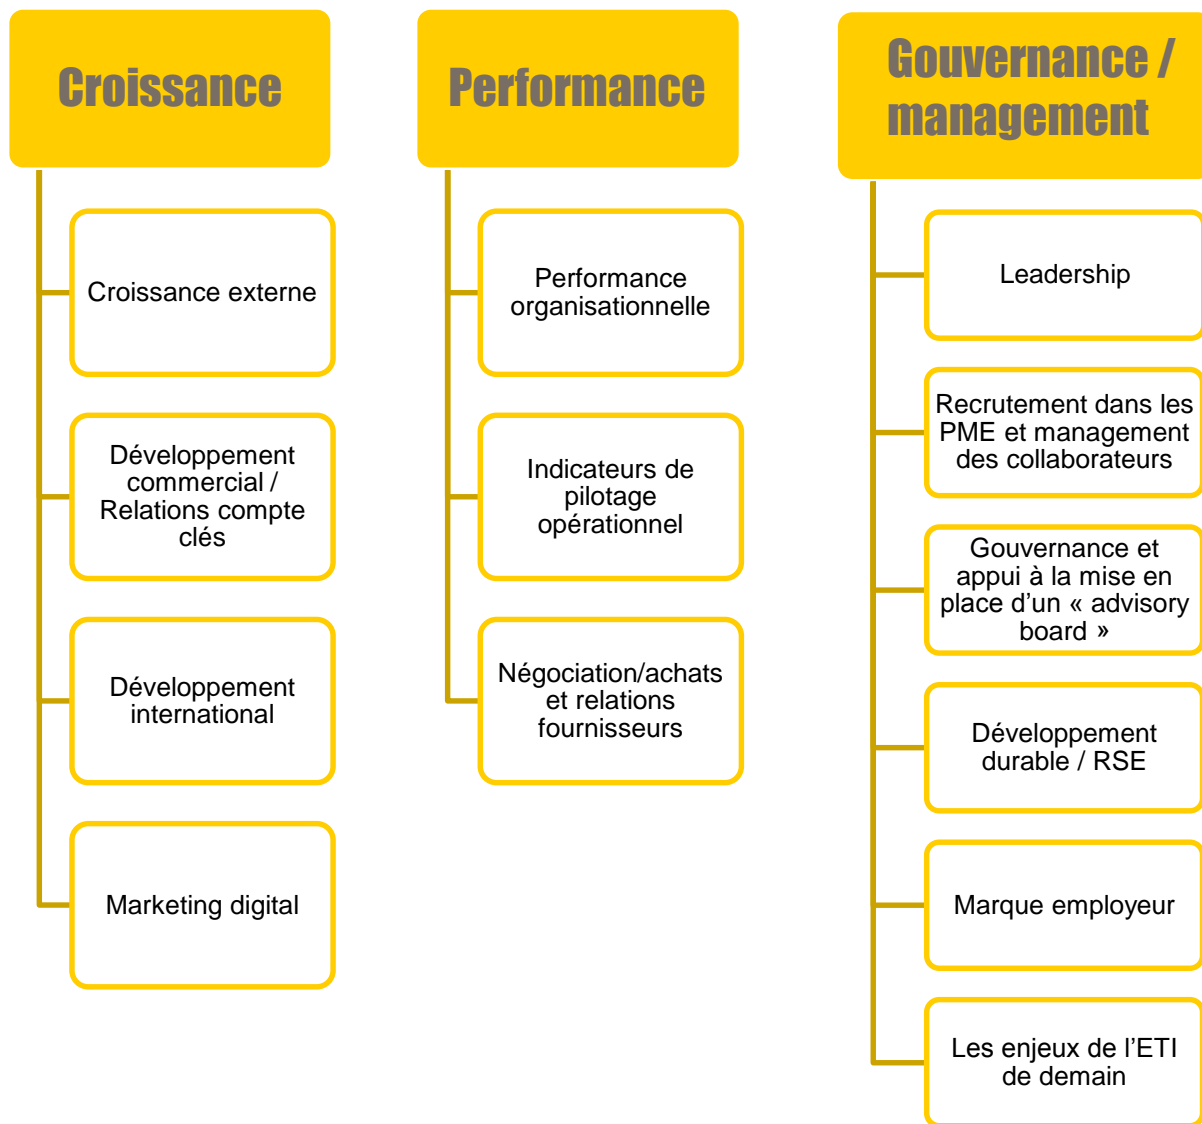 Croissance
Croissance externe
Développement
commercial /
Relations compte
clés
Développement
international
Marketing digital
Performance
Performance
organisationnelle
Indicateurs de
pilotage
opérationnel
Négociation/achats
et relations
fournisseurs
Gouvernance /
management
Leadership
Recrutement dans les
PME et management
des collaborateurs
Gouvernance et
appui à la mise en
place d’un « advisory
board »
Développement
durable / RSE
Marque employeur
Les enjeux de l’ETI
de demain